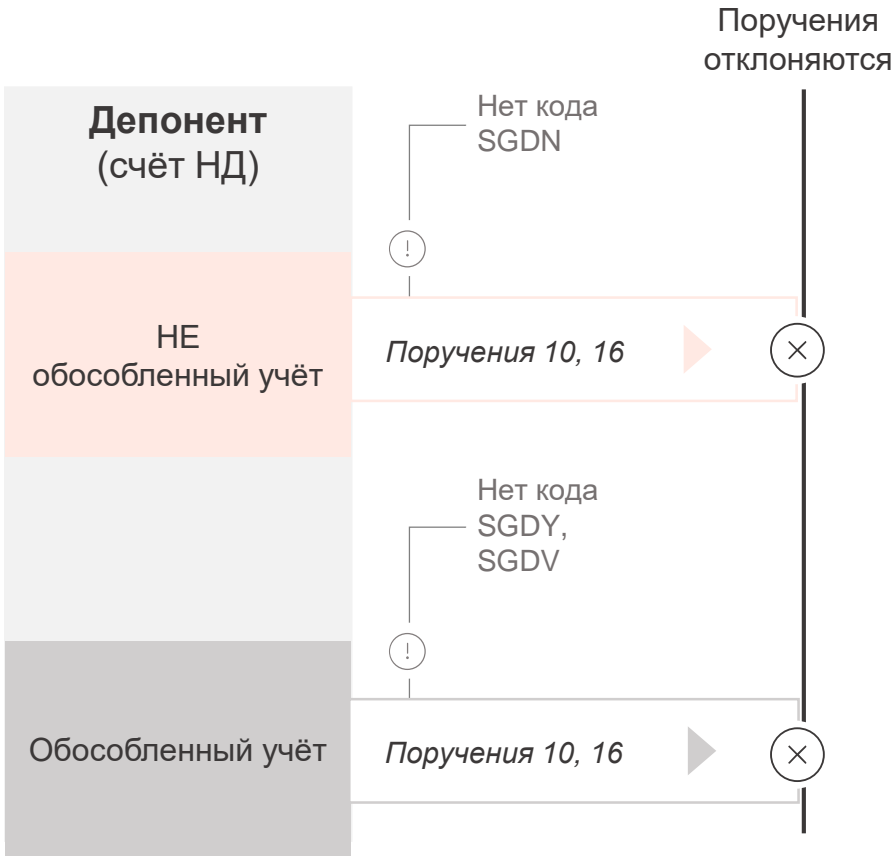 Поручения
отклоняются
Депонент
(счёт НД)
Нет кода
SGDN
!
НЕ
обособленный учёт
Поручения 10, 16
Нет кода
SGDY,
SGDV
!
Обособленный учёт
Поручения 10, 16